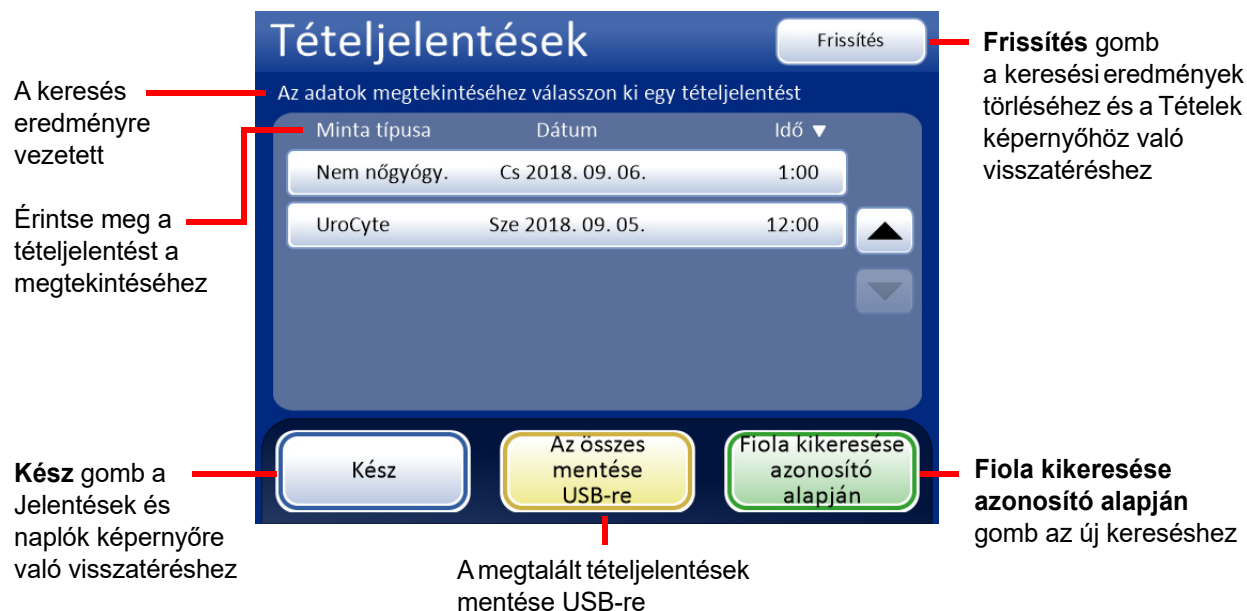 Tételjelentések
Frissítés
Az adatok megtekintéséhez válasszon ki egy tételjelentést
Minta típusa Dátum Idő ▼
Nem nőgyógy. Cs 2018. 09. 06. 1:00
UroCyte Sze 2018. 09. 05. 12:00
Kész
Az összes
mentése
USB-re
Fiola kikeresése
azonosító
alapján
A keresés
eredményre
vezetett
Érintse meg a
tételjelentést a
megtekintéséhez
Kész gomb a
Jelentések és
naplók képernyőre
való visszatéréshez
A megtalált tételjelentések
mentése USB-re
Frissítés gomb
a keresési eredmények
törléséhez és a Tételek
képernyőhöz való
visszatéréshez
Fiola kikeresése
azonosító alapján
gomb az új kereséshez